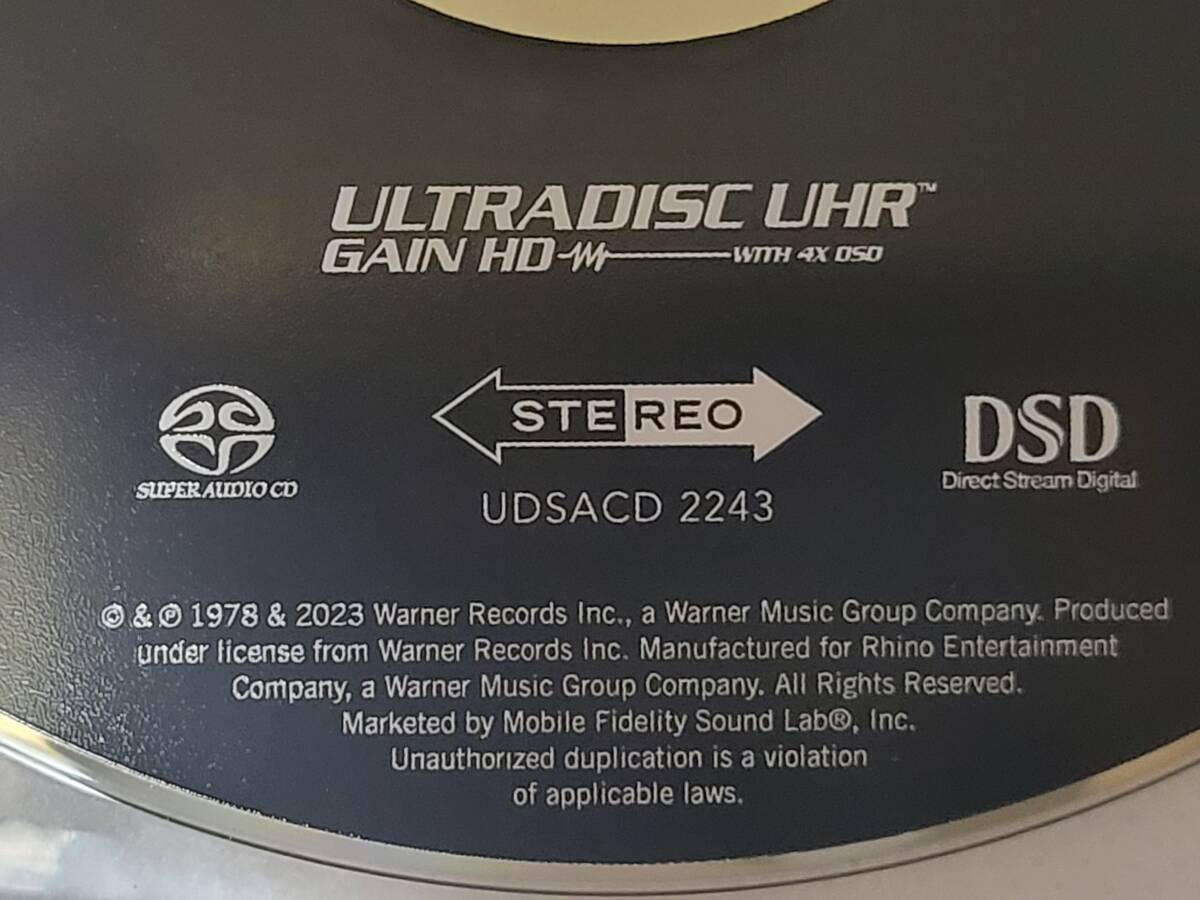 ULTRADISC UHR™
GAIN HD WITH 4X DSD
STEREO
SUPER AUDIO CD
DSD
Direct Stream Digital
UDSACD 2243
© & ℗ 1978 & 2023 Warner Records Inc., a Warner Music Group Company. Produced
under license from Warner Records Inc. Manufactured for Rhino Entertainment
Company, a Warner Music Group Company. All Rights Reserved.
Marketed by Mobile Fidelity Sound Lab®, Inc.
Unauthorized duplication is a violation
of applicable laws.